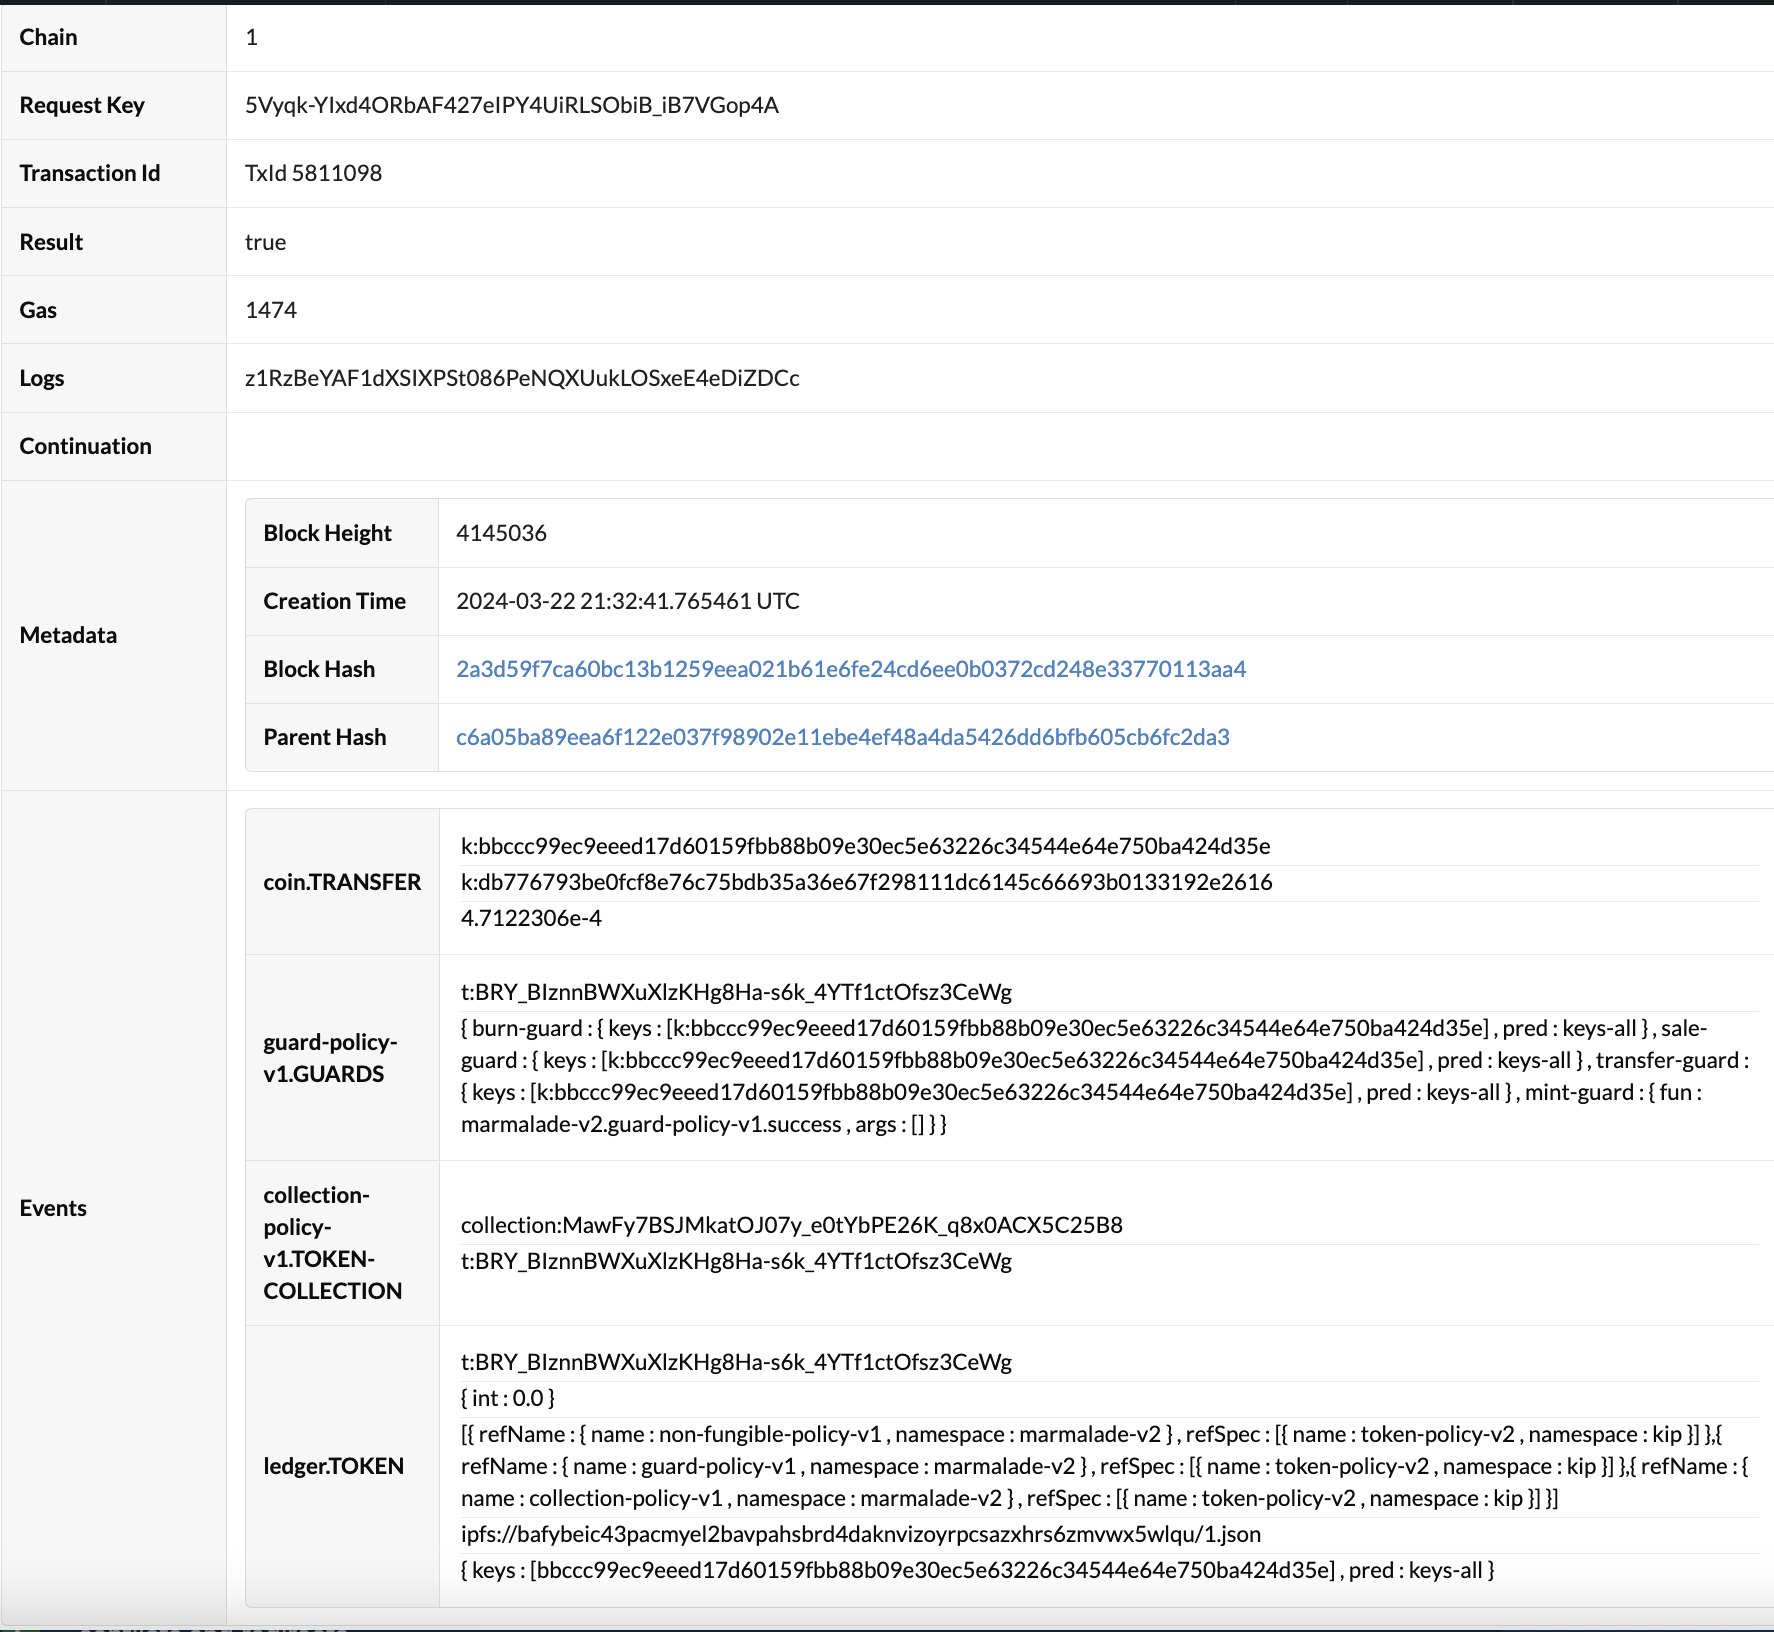 Chain
1
Request Key
5Vyqk-YIxd4ORbAF427eIPY4UiRLSObiB_iB7VGop4A
Transaction Id
TxId 5811098
Result
true
Gas
1474
Logs
z1RzBeYAF1dXSIXPSt086PeNQXUukLOSxeE4eDiZDCc
Continuation
Metadata
Block Height
4145036
Creation Time
2024-03-22 21:32:41.765461 UTC
Block Hash
2a3d59f7ca60bc13b1259eea021b61e6fe24cd6ee0b0372cd248e33770113aa4
Parent Hash
c6a05ba89eea6f122e037f98902e11ebe4ef48a4da5426dd6bfb605cb6fc2da3
Events
coin.TRANSFER
k:bbccc99ec9eeed17d60159fbb88b09e30ec5e63226c34544e64e750ba424d35e
k:db776793be0fcf8e76c75bdb35a36e67f298111dc6145c66693b0133192e2616
4.7122306e-4
guard-policy-
v1.GUARDS
t:BRY_BIznnBWXuXlzKHg8Ha-s6k_4YTf1ctOfsz3CeWg
{ burn-guard : { keys : [k:bbccc99ec9eeed17d60159fbb88b09e30ec5e63226c34544e64e750ba424d35e] , pred : keys-all } , sale-
guard : { keys : [k:bbccc99ec9eeed17d60159fbb88b09e30ec5e63226c34544e64e750ba424d35e] , pred : keys-all } , transfer-guard :
{ keys : [k:bbccc99ec9eeed17d60159fbb88b09e30ec5e63226c34544e64e750ba424d35e] , pred : keys-all } , mint-guard : { fun :
marmalade-v2.guard-policy-v1.success , args : [] } }
collection-
policy-
v1.TOKEN-
COLLECTION
collection:MawFy7BSJMkatOJ07y_e0tYbPE26K_q8x0ACX5C25B8
t:BRY_BIznnBWXuXlzKHg8Ha-s6k_4YTf1ctOfsz3CeWg
ledger.TOKEN
t:BRY_BIznnBWXuXlzKHg8Ha-s6k_4YTf1ctOfsz3CeWg
{ int : 0.0 }
[{ refName : { name : non-fungible-policy-v1 , namespace : marmalade-v2 } , refSpec : [{ name : token-policy-v2 , namespace : kip }] },{
refName : { name : guard-policy-v1 , namespace : marmalade-v2 } , refSpec : [{ name : token-policy-v2 , namespace : kip }] },{ refName : {
name : collection-policy-v1 , namespace : marmalade-v2 } , refSpec : [{ name : token-policy-v2 , namespace : kip }] }]
ipfs://bafybeic43pacmyel2bavpahsbrd4daknvizoyrpcsazxhrs6zmvwx5wlqu/1.json
{ keys : [bbccc99ec9eeed17d60159fbb88b09e30ec5e63226c34544e64e750ba424d35e] , pred : keys-all }